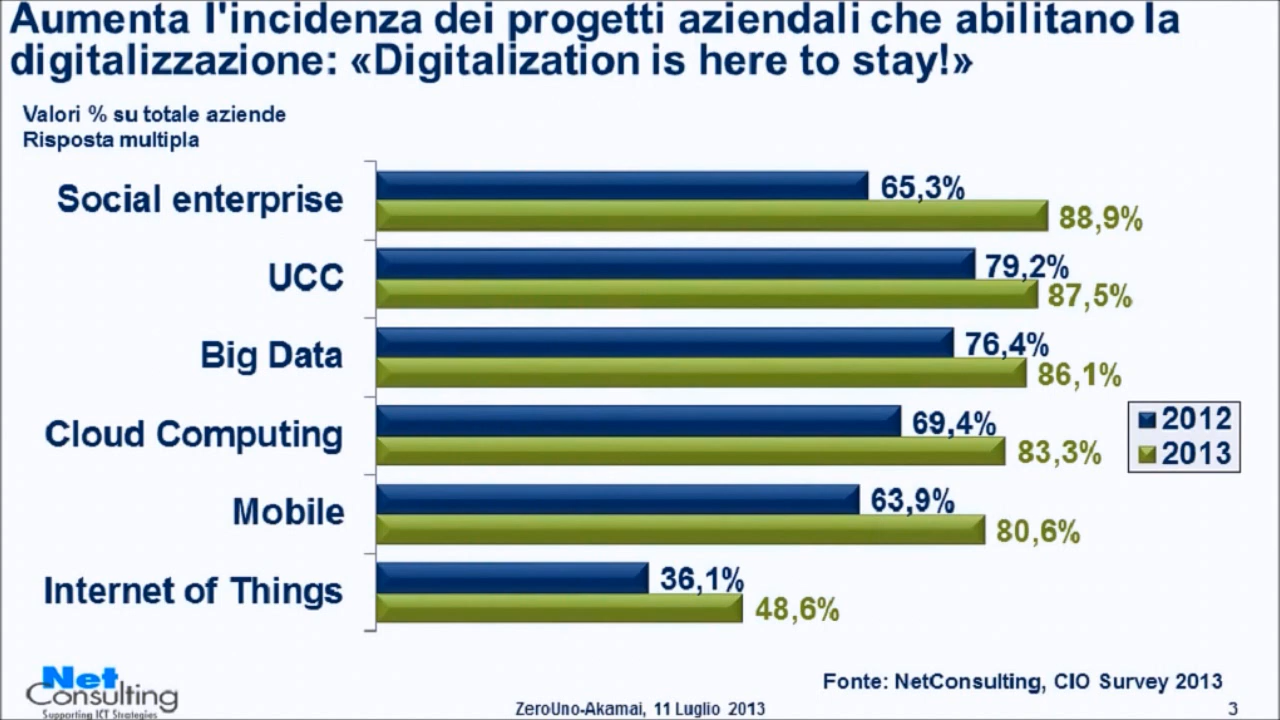 Aumenta l'incidenza dei progetti aziendali che abilitano la
digitalizzazione: «Digitalization is here to stay!»
Valori % su totale aziende
Risposta multipla
Social enterprise
65,3%
88,9%
UCC
79,2%
87,5%
Big Data
76,4%
86,1%
Cloud Computing
69,4%
83,3%
2012
2013
Mobile
63,9%
80,6%
Internet of Things
36,1%
48,6%
Net
Consulting
Supporting ICT Strategies
Fonte: NetConsulting, CIO Survey 2013
ZeroUno-Akamai, 11 Luglio 2013
3